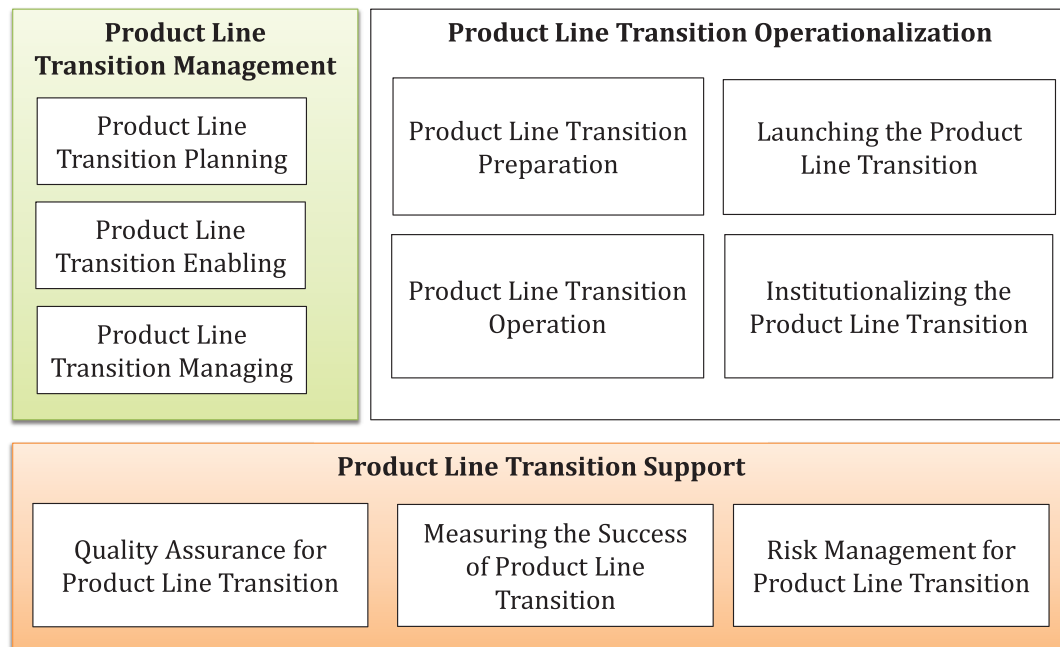 Product Line
Transition Management
Product Line
Transition Planning
Product Line
Transition Enabling
Product Line
Transition Managing
Product Line Transition Operationalization
Product Line Transition
Preparation
Launching the Product
Line Transition
Product Line Transition
Operation
Institutionalizing the
Product Line Transition
Product Line Transition Support
Quality Assurance for
Product Line Transition
Measuring the Success
of Product Line
Transition
Risk Management for
Product Line Transition